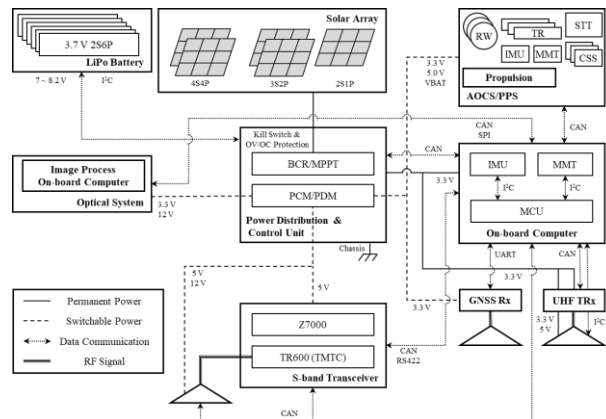 3.7 V 2S6P
LiPo Battery
7 ~ 8.2 V
I²C
Solar Array
4S4P
3S2P
2S1P
RW
TR
STT
IMU
MMT
CSS
Propulsion
AOCS/PPS
3.3 V
5.0 V
VBAT
CAN
SPI
CAN
Kill Switch &
OV/OC Protection
BCR/MPPT
PCM/PDM
Power Distribution &
Control Unit
Chassis
CAN
3.3 V
Image Process
On-board Computer
Optical System
3.3 V
12 V
IMU
MMT
I²C
I²C
MCU
On-board Computer
UART
CAN
3.3 V
GNSS Rx
UHF TRx
3.3 V
3.3 V
5 V
I²C
5 V
12 V
5 V
Z7000
TR600 (TMTC)
S-band Transceiver
CAN
RS422
CAN
Permanent Power
Switchable Power
Data Communication
RF Signal